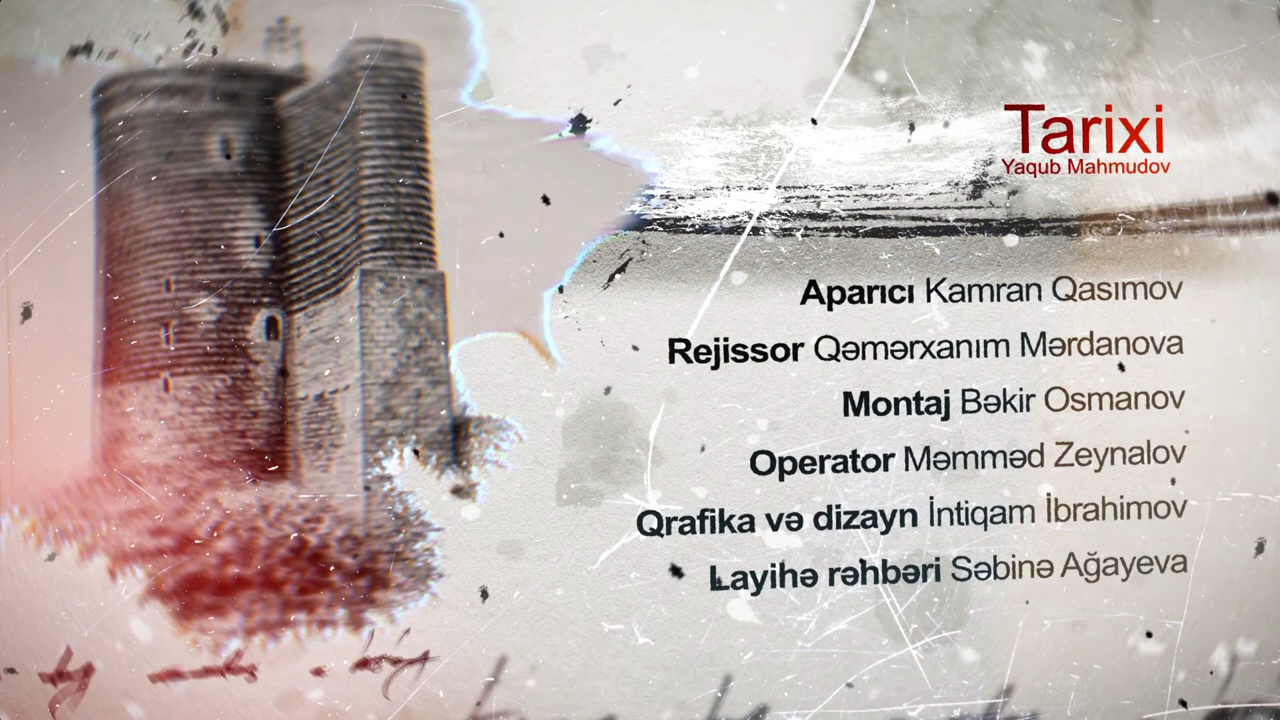 Tarixi
Yaqub Mahmudov
Aparıcı Kamran Qasımov
Rejissor Qəmərxanım Mərdanova
Montaj Bəkir Osmanov
Operator Məmməd Zeynalov
Qrafika və dizayn İntiqam İbrahimov
Layihə rəhbəri Səbinə Ağayeva